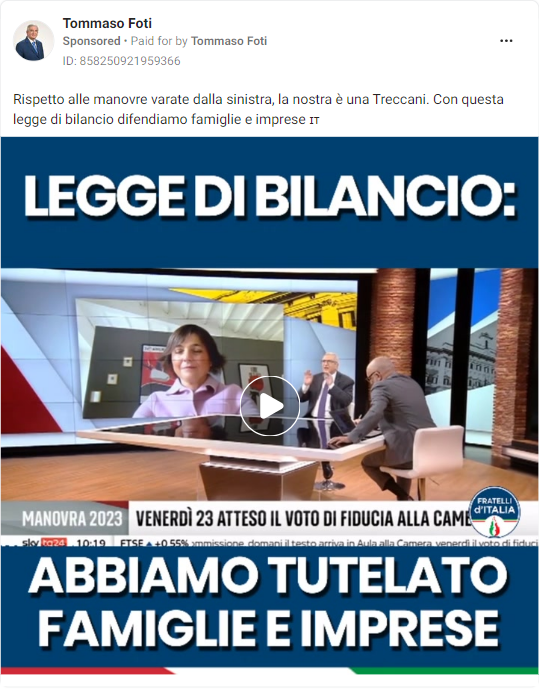 Tommaso Foti
Sponsored • Paid for by Tommaso Foti
ID: 858250921959366
Rispetto alle manovre varate dalla sinistra, la nostra è una Treccani. Con questa
legge di bilancio difendiamo famiglie e imprese ɪᴛ
LEGGE DI BILANCIO:
MANOVRA 2023 VENERDÌ 23 ATTESO IL VOTO DI FIDUCIA ALLA CAME
FRATELLI
d'ITALIA
sky tg24 10:19 FTSE +0.55% ommissione, domani il testo arriva in Aula alla Camera, venerdì il voto di fiduci
ABBIAMO TUTELATO
FAMIGLIE E IMPRESE